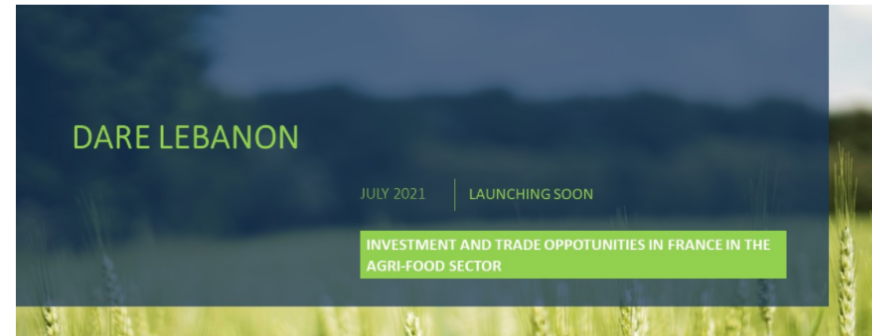 DARE LEBANON
JULY 2021
LAUNCHING SOON
INVESTMENT AND TRADE OPPOTUNITIES IN FRANCE IN THE
AGRI-FOOD SECTOR